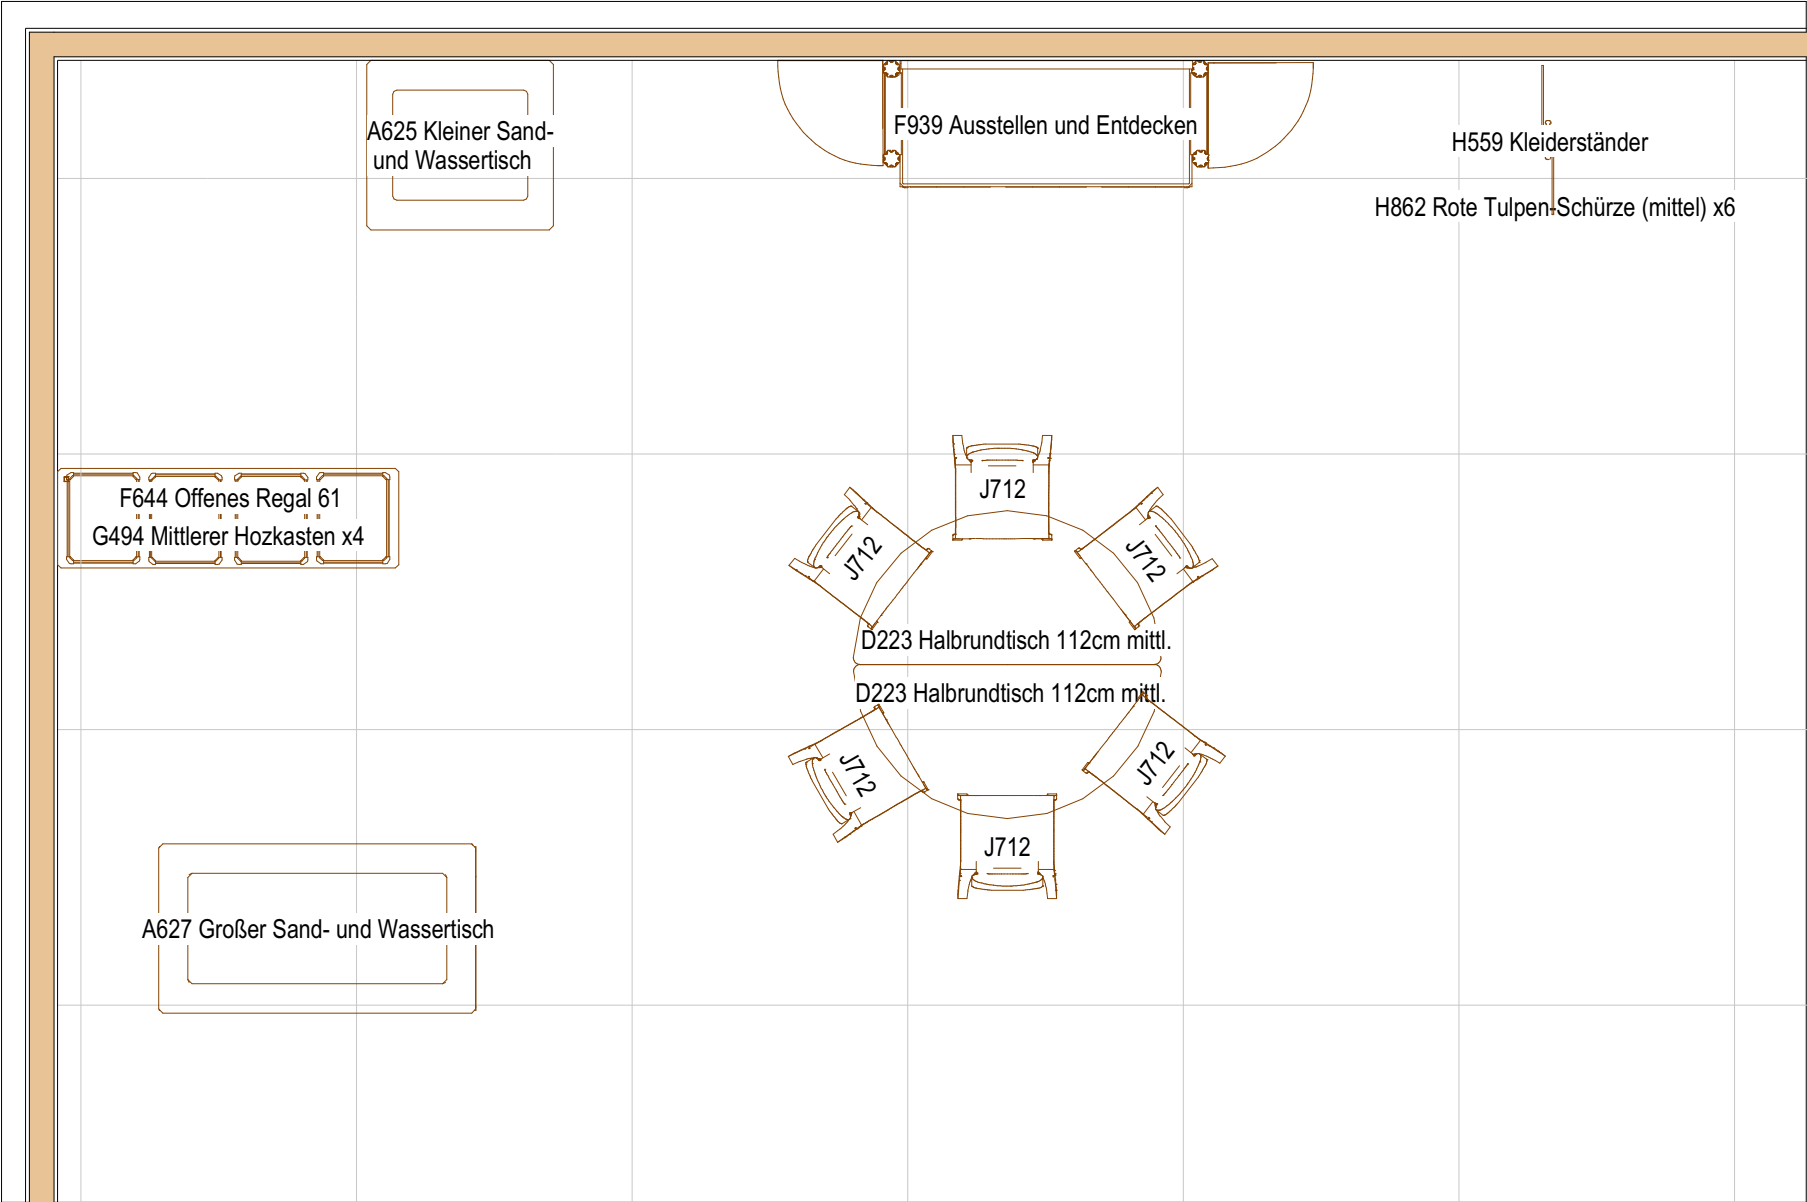 A625 Kleiner Sand-
und Wassertisch
F939 Ausstellen und Entdecken
H559 Kleiderständer
H862 Rote Tulpen-Schürze (mittel) x6
F644 Offenes Regal 61
G494 Mittlerer Hozkasten x4
J712
J712
J712
D223 Halbrundtisch 112cm mittl.
D223 Halbrundtisch 112cm mittl.
J712
J712
J712
A627 Großer Sand- und Wassertisch